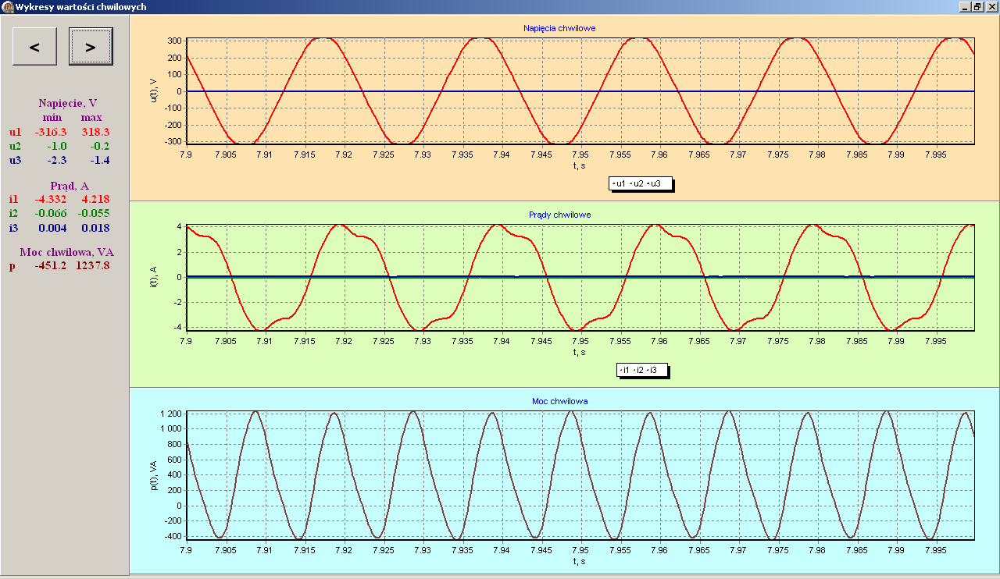 Wykresy wartości chwilowych
< >
Napięcie, V
min max
u1 -316.3 318.3
u2 -1.0 -0.2
u3 -2.3 -1.4
Prąd, A
i1 -4.332 4.218
i2 -0.066 -0.055
i3 0.004 0.018
Moc chwilowa, VA
p -451.2 1237.8
Napięcia chwilowe
u(t), V
300
200
100
0
-100
-200
-300
7.9 7.905 7.91 7.915 7.92 7.925 7.93 7.935 7.94 7.945 7.95 7.955 7.96 7.965 7.97 7.975 7.98 7.985 7.99 7.995
t, s
u1 u2 u3
Prądy chwilowe
i(t), A
4
2
0
-2
-4
7.9 7.905 7.91 7.915 7.92 7.925 7.93 7.935 7.94 7.945 7.95 7.955 7.96 7.965 7.97 7.975 7.98 7.985 7.99 7.995
t, s
i1 i2 i3
Moc chwilowa
p(t), VA
1 200
1 000
800
600
400
200
0
-200
-400
7.9 7.905 7.91 7.915 7.92 7.925 7.93 7.935 7.94 7.945 7.95 7.955 7.96 7.965 7.97 7.975 7.98 7.985 7.99 7.995
t, s